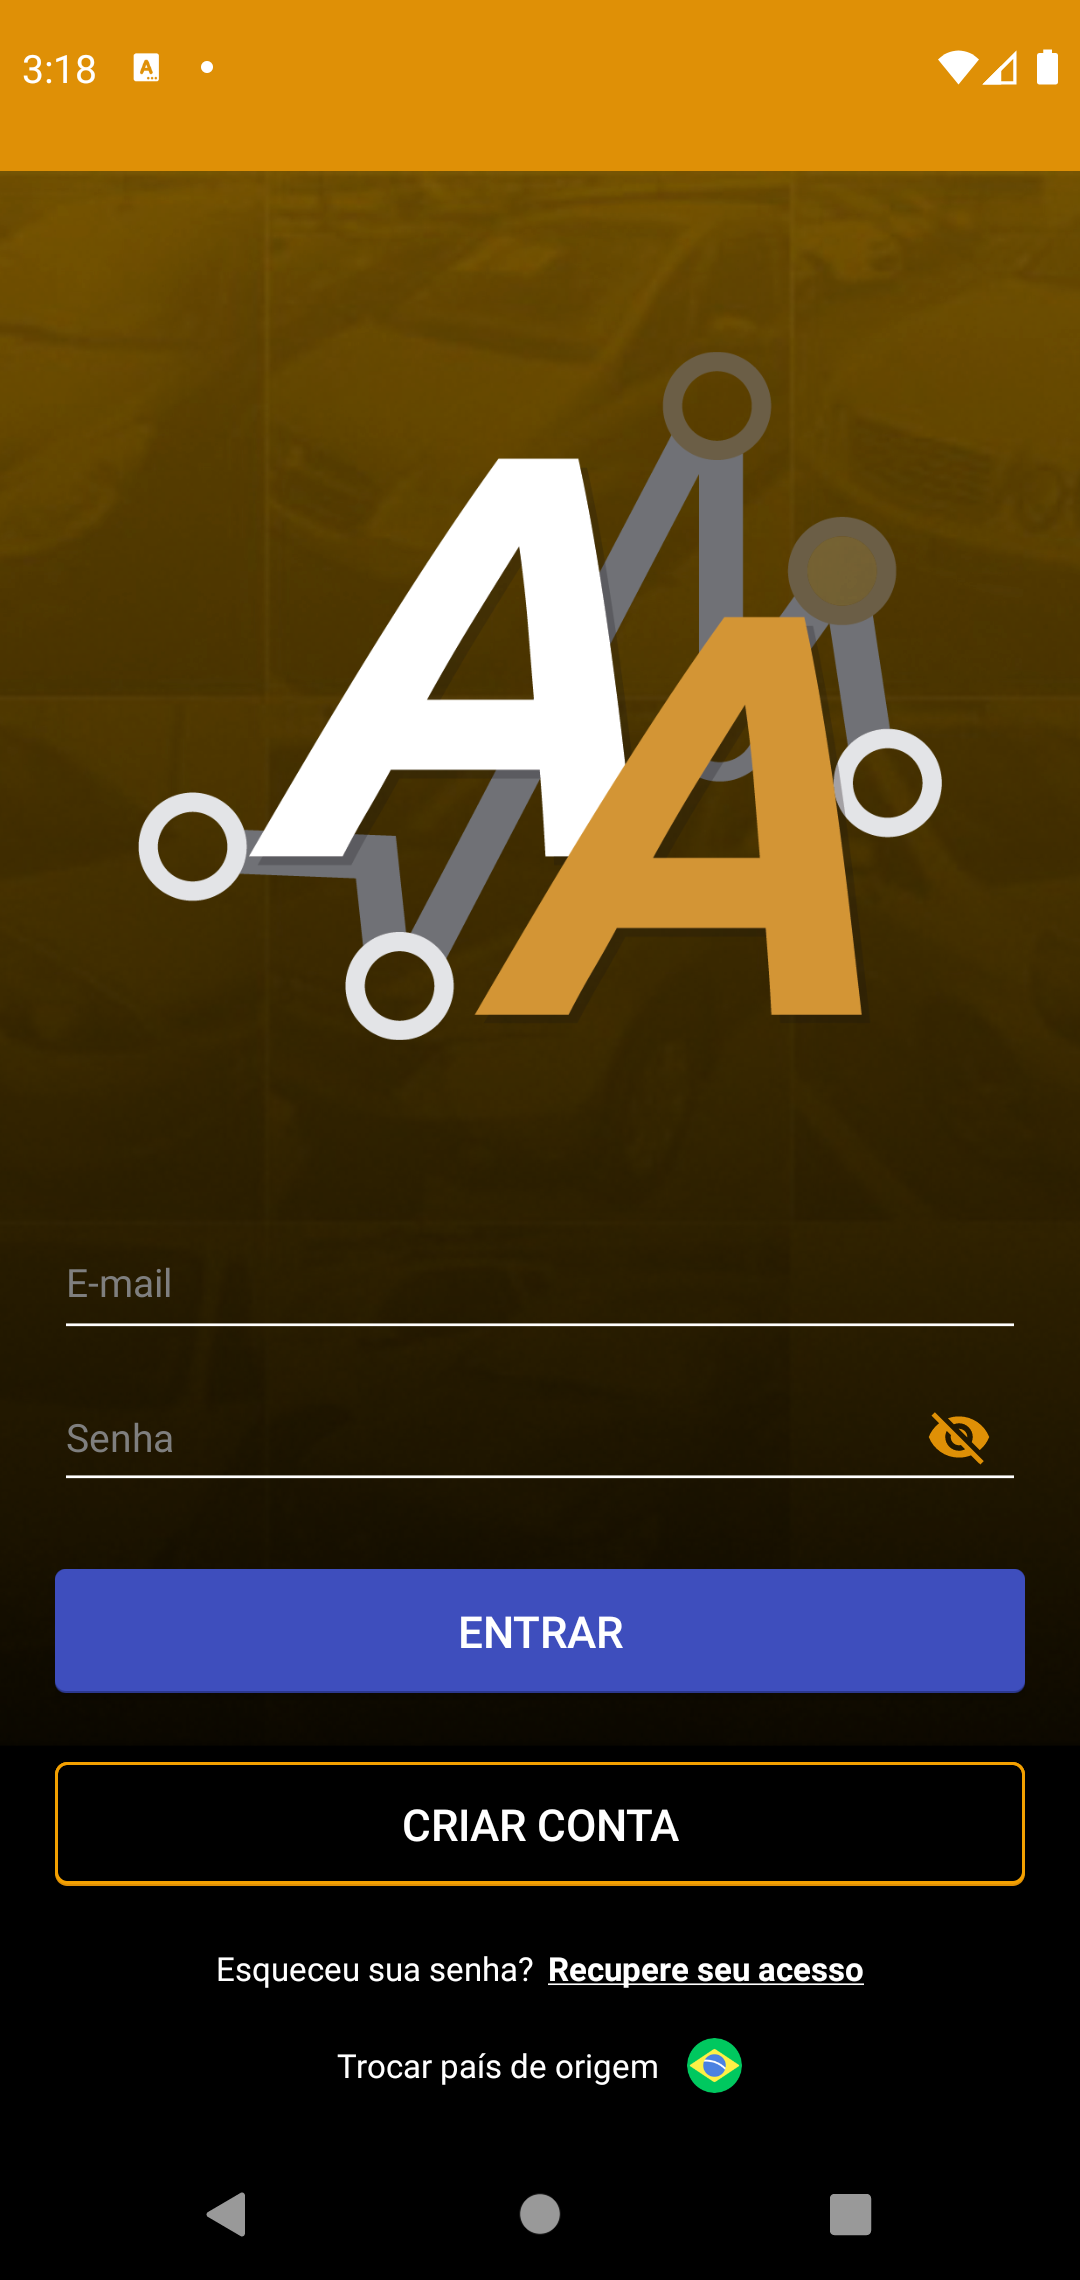 3:18
AA
E-mail
Senha
ENTRAR
CRIAR CONTA
Esqueceu sua senha? Recupere seu acesso
Trocar país de origem